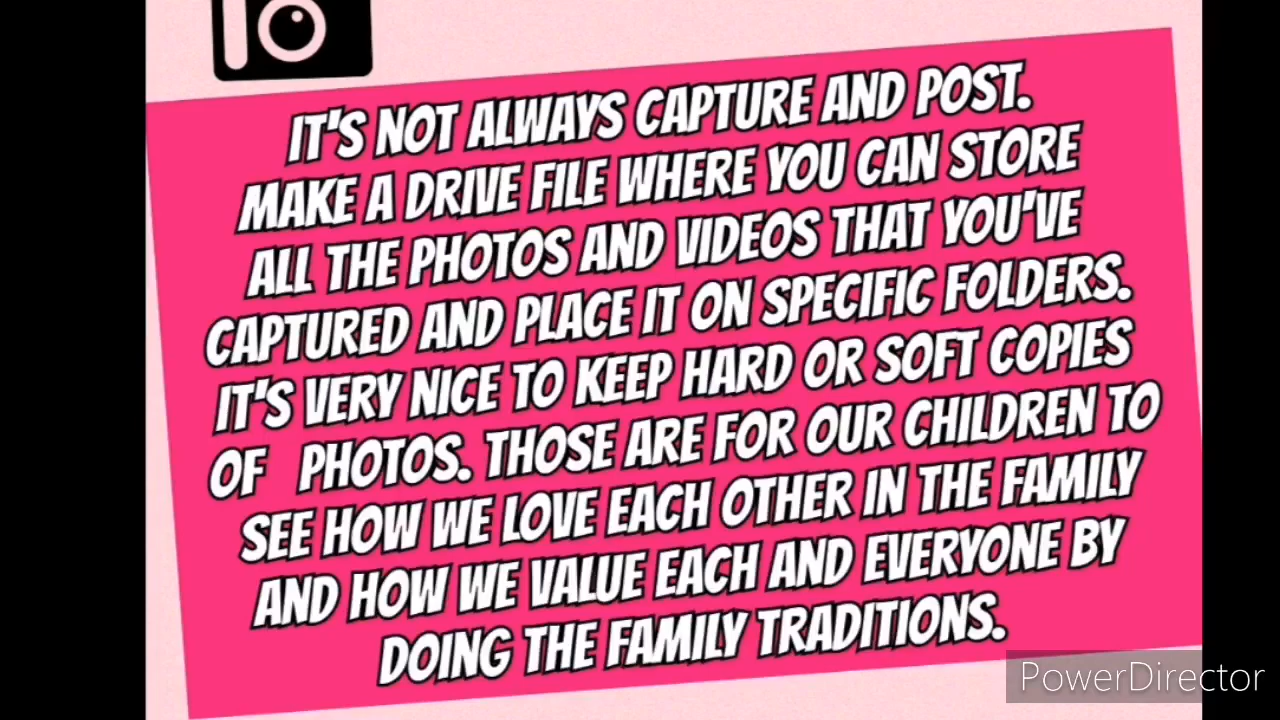 IT'S NOT ALWAYS CAPTURE AND POST.
MAKE A DRIVE FILE WHERE YOU CAN STORE
ALL THE PHOTOS AND VIDEOS THAT YOU'VE
CAPTURED AND PLACE IT ON SPECIFIC FOLDERS.
IT'S VERY NICE TO KEEP HARD OR SOFT COPIES
OF PHOTOS. THOSE ARE FOR OUR CHILDREN TO
SEE HOW WE LOVE EACH OTHER IN THE FAMILY
AND HOW WE VALUE EACH AND EVERYONE BY
DOING THE FAMILY TRADITIONS.
PowerDirector